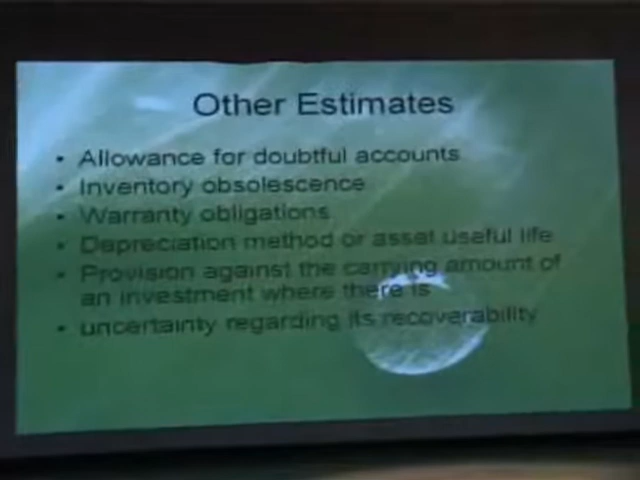 Other Estimates
• Allowance for doubtful accounts
• Inventory obsolescence
• Warranty obligations
• Depreciation method or asset useful life
• Provision against the carrying amount of
an investment where there is
• uncertainty regarding its recoverability